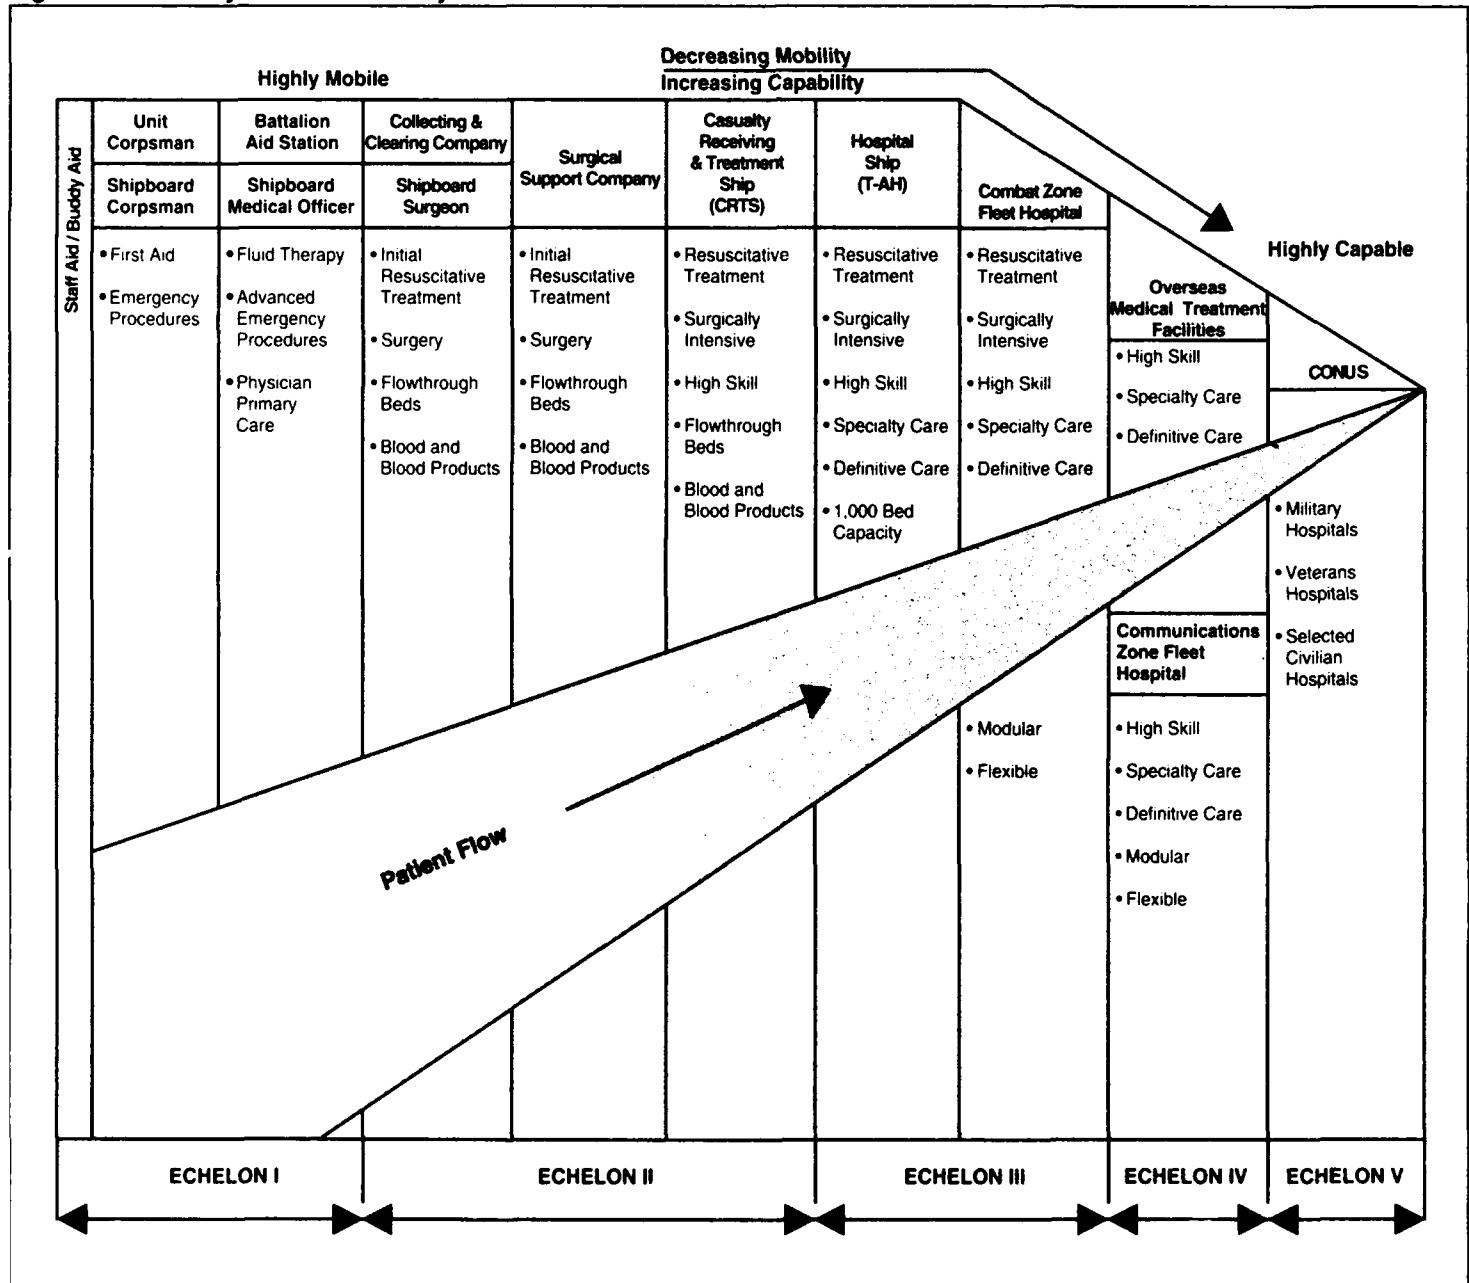 Highly Mobile
Decreasing Mobility
Increasing Capability
Highly Capable
Staff Aid / Buddy Aid
Unit
Corpsman
Shipboard
Corpsman
• First Aid
• Emergency
Procedures
Battalion
Aid Station
Shipboard
Medical Officer
• Fluid Therapy
• Advanced
Emergency
Procedures
• Physician
Primary
Care
Collecting &
Clearing Company
Shipboard
Surgeon
• Initial
Resuscitative
Treatment
• Surgery
• Flowthrough
Beds
• Blood and
Blood Products
Surgical
Support Company
• Initial
Resuscitative
Treatment
• Surgery
• Flowthrough
Beds
• Blood and
Blood Products
Casualty
Receiving
& Treatment
Ship
(CRTS)
• Resuscitative
Treatment
• Surgically
Intensive
• High Skill
• Flowthrough
Beds
• Blood and
Blood Products
Hospital
Ship
(T-AH)
• Resuscitative
Treatment
• Surgically
Intensive
• High Skill
• Specialty Care
• Definitive Care
• 1,000 Bed
Capacity
Combat Zone
Fleet Hospital
• Resuscitative
Treatment
• Surgically
Intensive
• High Skill
• Specialty Care
• Definitive Care
• Modular
• Flexible
Overseas
Medical Treatment
Facilities
• High Skill
• Specialty Care
• Definitive Care
Communications
Zone Fleet
Hospital
• High Skill
• Specialty Care
• Definitive Care
• Modular
• Flexible
CONUS
• Military
Hospitals
• Veterans
Hospitals
• Selected
Civilian
Hospitals
Patient Flow
ECHELON I
ECHELON II
ECHELON III
ECHELON IV
ECHELON V